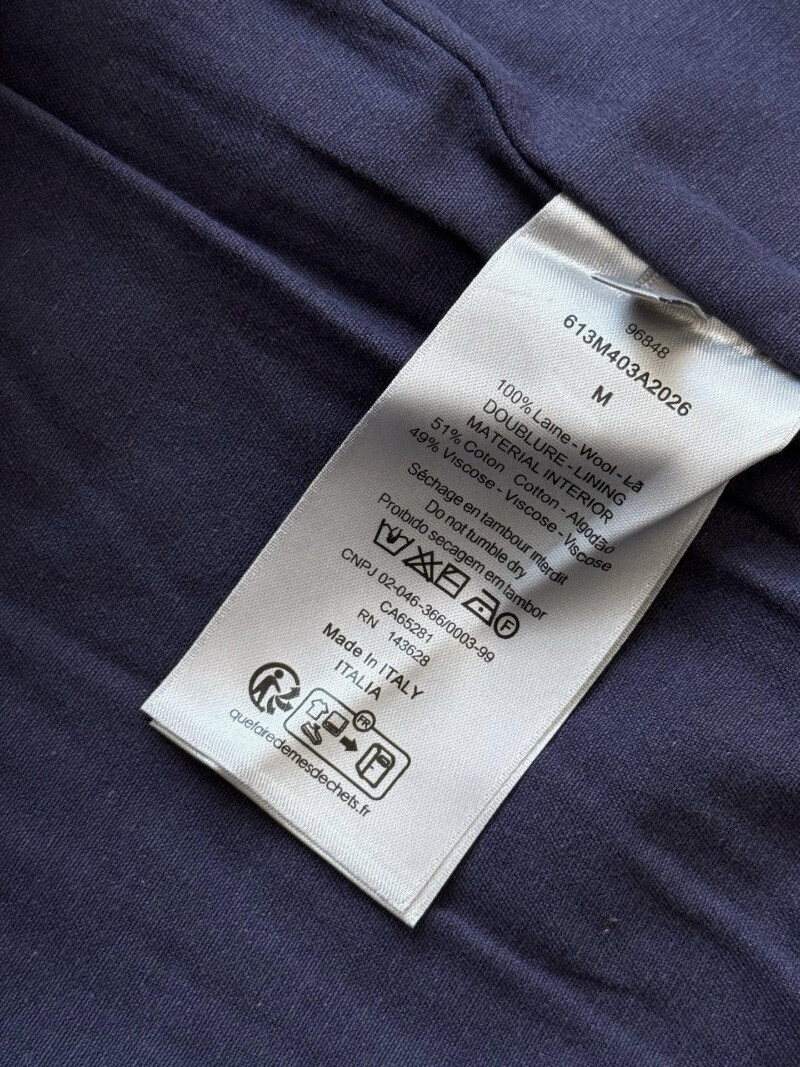 96848
613M403A2026
M
100% Laine - Wool - Lã
DOUBLURE - LINING
MATERIAL INTERIOR
51% Coton Cotton - Algodão
49% Viscose - Viscose - Viscose
Séchage en tambour interdit
Do not tumble dry
Proibido secagem em tambor
F
CNPJ 02-046-366/0003-99
CA65281
RN 143628
Made In ITALY
ITALIA
FR
quefairedemesdechets.fr